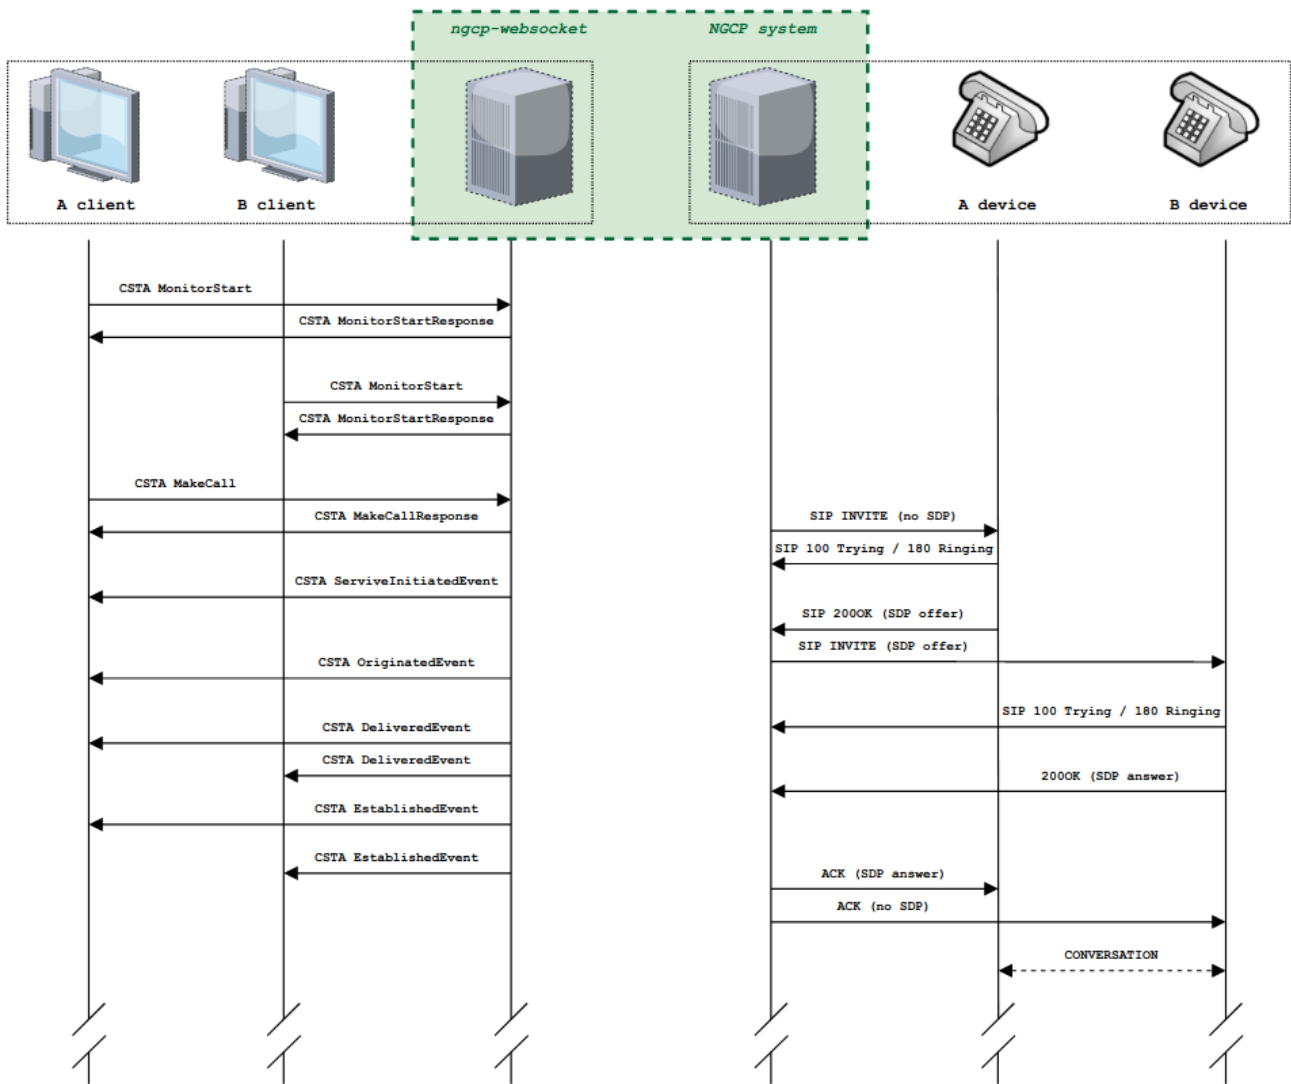 ngcp-websocket
NGCP system
A client
B client
A device
B device
CSTA MonitorStart
CSTA MonitorStartResponse
CSTA MonitorStart
CSTA MonitorStartResponse
CSTA MakeCall
CSTA MakeCallResponse
SIP INVITE (no SDP)
SIP 100 Trying / 180 Ringing
CSTA ServiveInitiatedEvent
SIP 200OK (SDP offer)
SIP INVITE (SDP offer)
CSTA OriginatedEvent
SIP 100 Trying / 180 Ringing
CSTA DeliveredEvent
CSTA DeliveredEvent
200OK (SDP answer)
CSTA EstablishedEvent
CSTA EstablishedEvent
ACK (SDP answer)
ACK (no SDP)
CONVERSATION